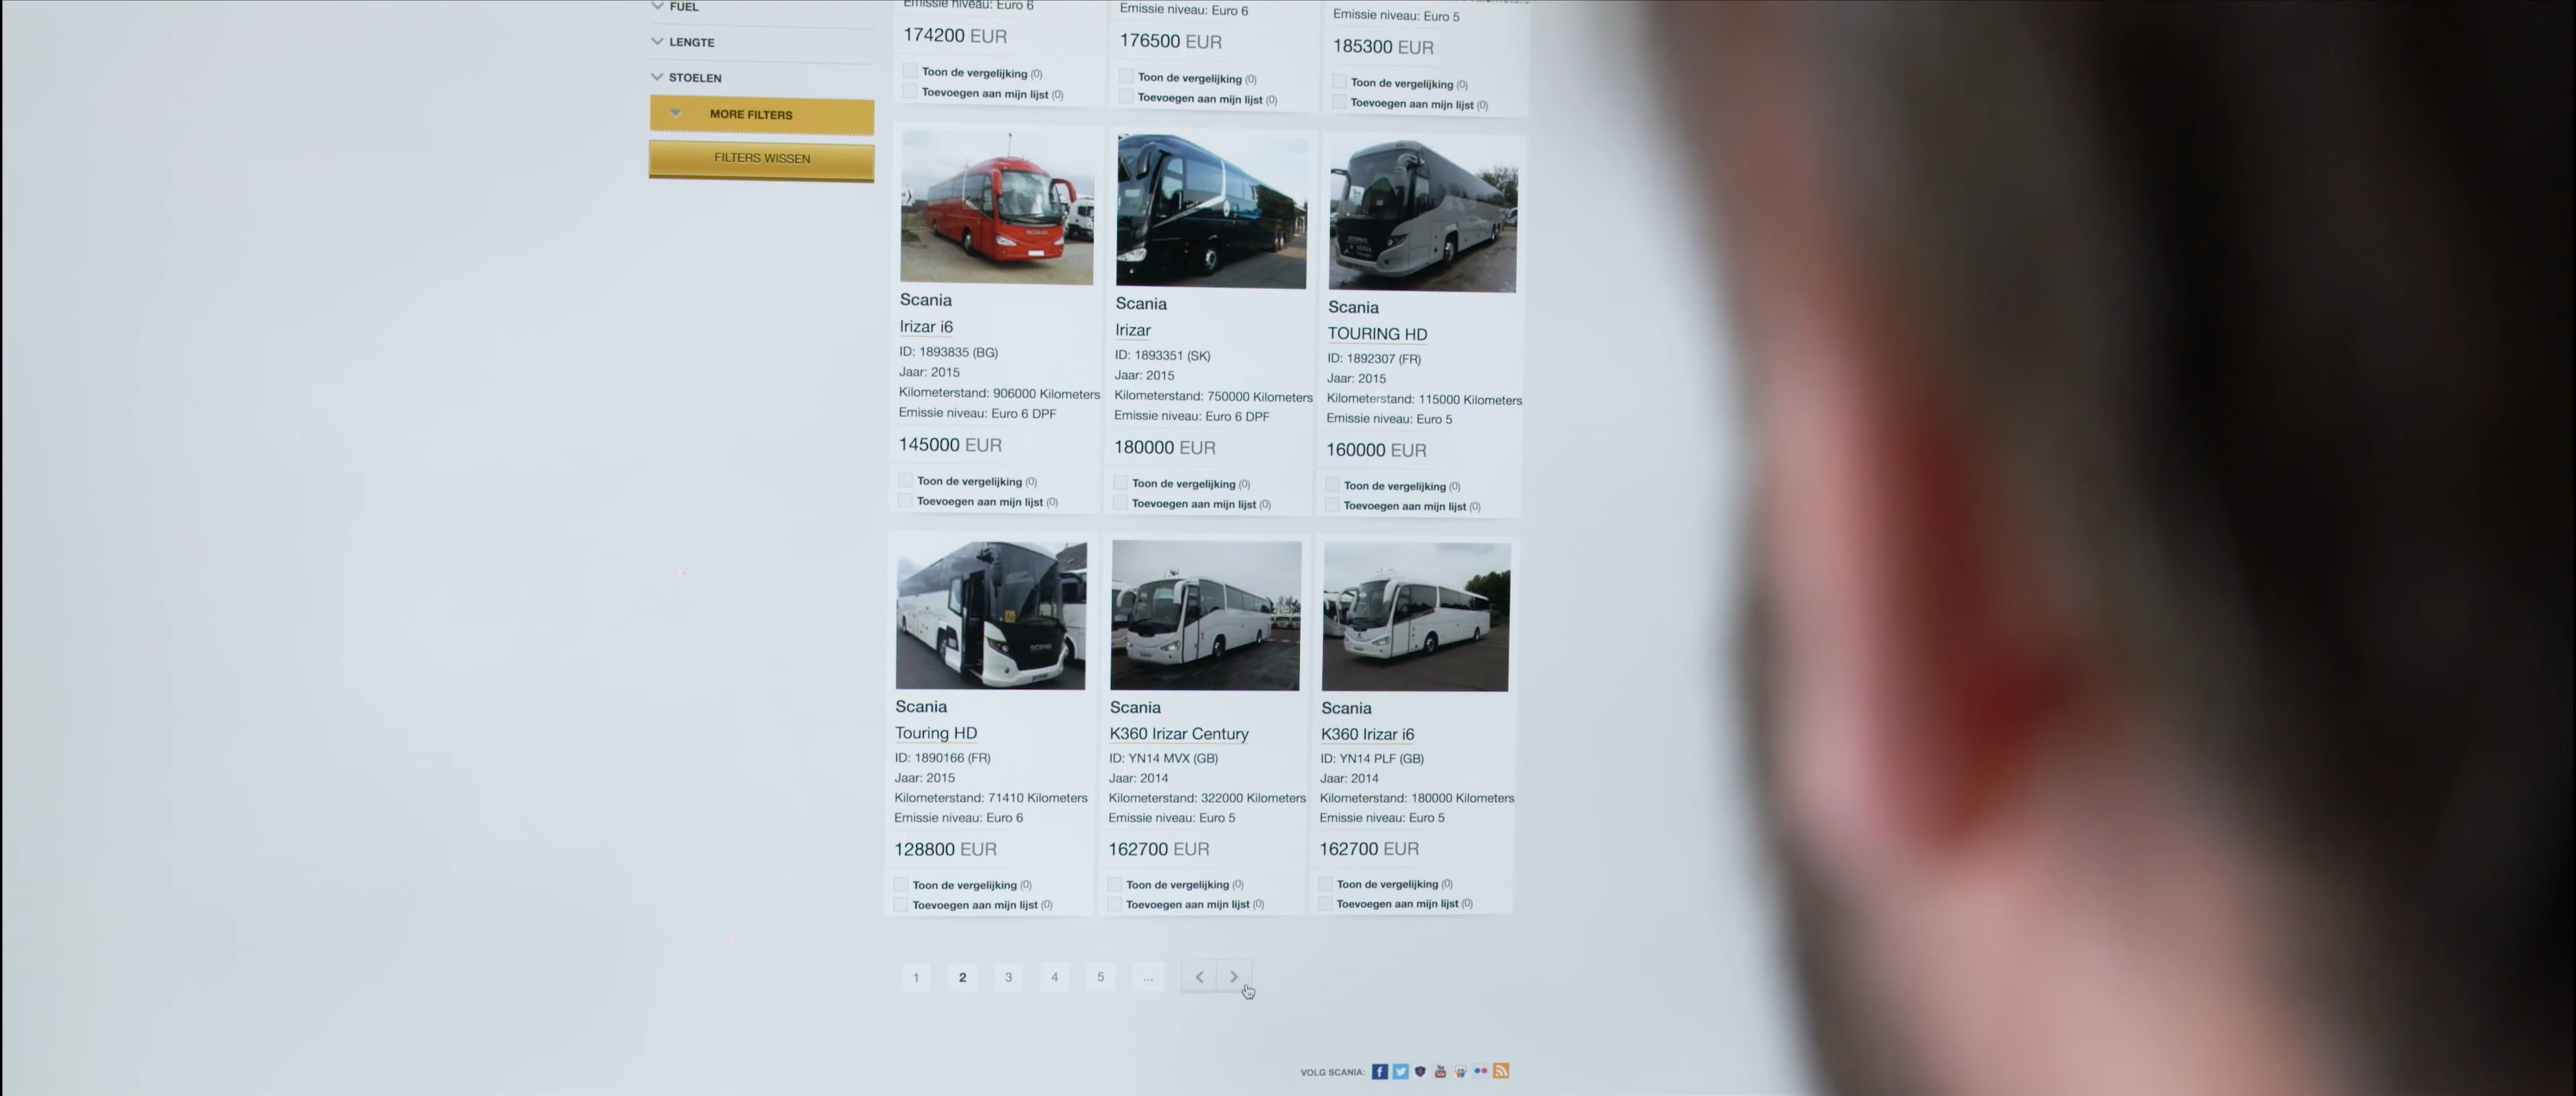 FUEL
LENGTE
STOELEN
MORE FILTERS
FILTERS WISSEN
Emissie niveau: Euro 6
174200 EUR
Toon de vergelijking (0)
Toevoegen aan mijn lijst (0)
Emissie niveau: Euro 6
176500 EUR
Toon de vergelijking (0)
Toevoegen aan mijn lijst (0)
Emissie niveau: Euro 5
185300 EUR
Toon de vergelijking (0)
Toevoegen aan mijn lijst (0)
Scania
Irizar i6
ID: 1893835 (BG)
Jaar: 2015
Kilometerstand: 906000 Kilometers
Emissie niveau: Euro 6 DPF
145000 EUR
Toon de vergelijking (0)
Toevoegen aan mijn lijst (0)
Scania
Irizar
ID: 1893351 (SK)
Jaar: 2015
Kilometerstand: 750000 Kilometers
Emissie niveau: Euro 6 DPF
180000 EUR
Toon de vergelijking (0)
Toevoegen aan mijn lijst (0)
Scania
TOURING HD
ID: 1892307 (FR)
Jaar: 2015
Kilometerstand: 115000 Kilometers
Emissie niveau: Euro 5
160000 EUR
Toon de vergelijking (0)
Toevoegen aan mijn lijst (0)
Scania
Touring HD
ID: 1890166 (FR)
Jaar: 2015
Kilometerstand: 71410 Kilometers
Emissie niveau: Euro 6
128800 EUR
Toon de vergelijking (0)
Toevoegen aan mijn lijst (0)
Scania
K360 Irizar Century
ID: YN14 MVX (GB)
Jaar: 2014
Kilometerstand: 322000 Kilometers
Emissie niveau: Euro 5
162700 EUR
Toon de vergelijking (0)
Toevoegen aan mijn lijst (0)
Scania
K360 Irizar i6
ID: YN14 PLF (GB)
Jaar: 2014
Kilometerstand: 180000 Kilometers
Emissie niveau: Euro 5
162700 EUR
Toon de vergelijking (0)
Toevoegen aan mijn lijst (0)
1 2 3 4 5 ... < >
VOLG SCANIA: